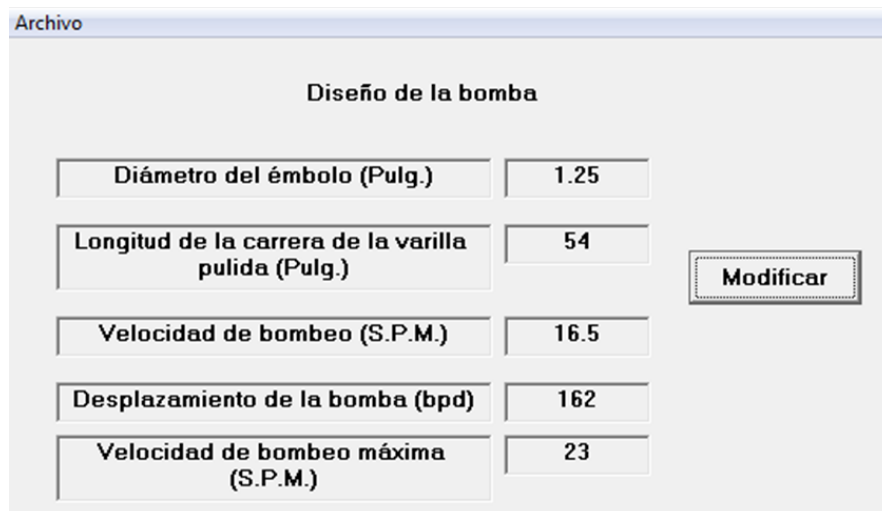 Archivo
Diseño de la bomba
Diámetro del émbolo (Pulg.) 1.25
Longitud de la carrera de la varilla 54
pulida (Pulg.)
Modificar
Velocidad de bombeo (S.P.M.) 16.5
Desplazamiento de la bomba (bpd) 162
Velocidad de bombeo máxima 23
(S.P.M.)